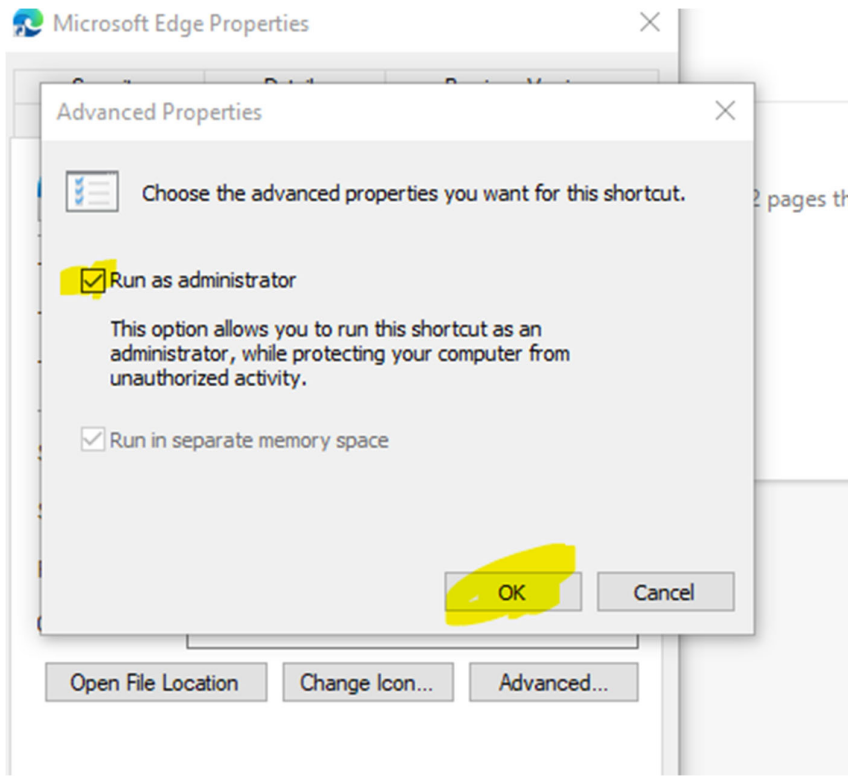 Microsoft Edge Properties
Advanced Properties
Choose the advanced properties you want for this shortcut.
2 pages th
Run as administrator
This option allows you to run this shortcut as an
administrator, while protecting your computer from
unauthorized activity.
Run in separate memory space
OK Cancel
Open File Location Change Icon... Advanced...